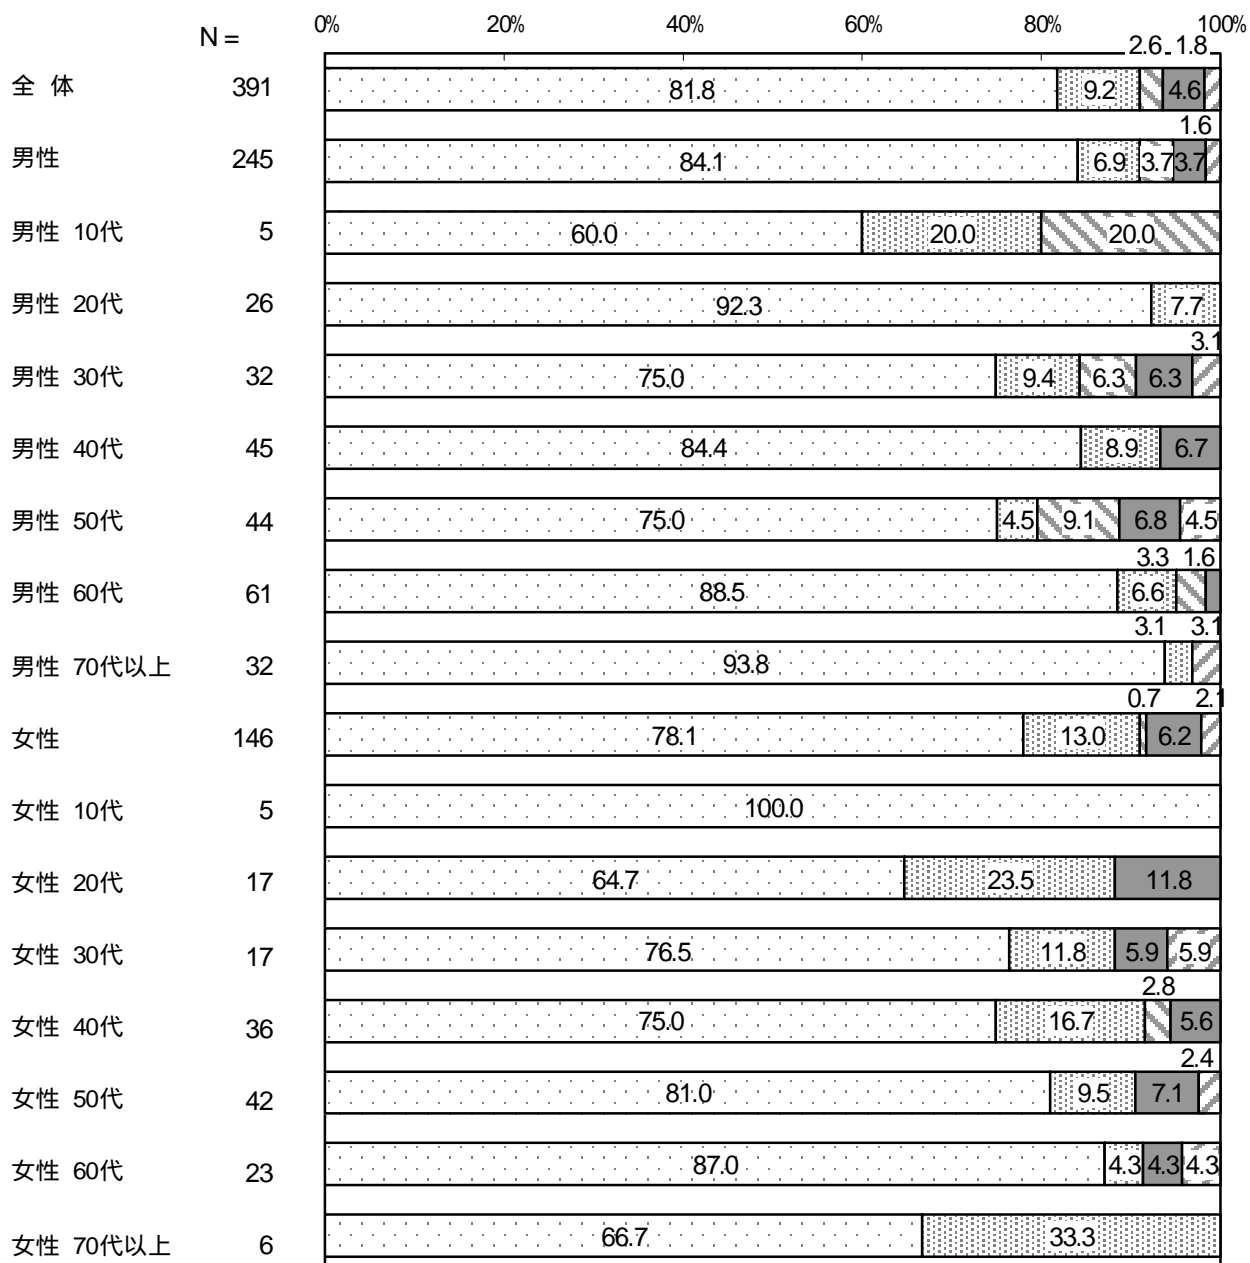 0% 20% 40% 60% 80% 100%
N =
2.6 1.8
全 体 391 81.8 9.2 4.6
1.6
男性 245 84.1 6.9 3.7 3.7
男性 10代 5 60.0 20.0 20.0
男性 20代 26 92.3 7.7
3.1
男性 30代 32 75.0 9.4 6.3 6.3
男性 40代 45 84.4 8.9 6.7
男性 50代 44 75.0 4.5 9.1 6.8 4.5
3.3 1.6
男性 60代 61 88.5 6.6
3.1 3.1
男性 70代以上 32 93.8
0.7 2.1
女性 146 78.1 13.0 6.2
女性 10代 5 100.0
女性 20代 17 64.7 23.5 11.8
女性 30代 17 76.5 11.8 5.9 5.9
2.8
女性 40代 36 75.0 16.7 5.6
2.4
女性 50代 42 81.0 9.5 7.1
女性 60代 23 87.0 4.3 4.3 4.3
女性 70代以上 6 66.7 33.3